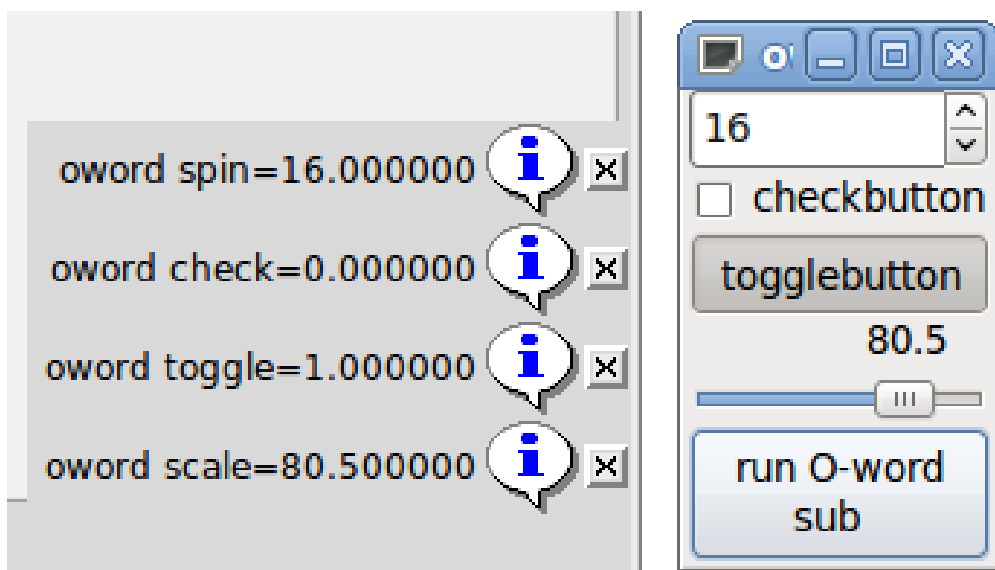 oword spin=16.000000
oword check=0.000000
oword toggle=1.000000
oword scale=80.500000
16
checkbutton
togglebutton
80.5
run O-word
sub